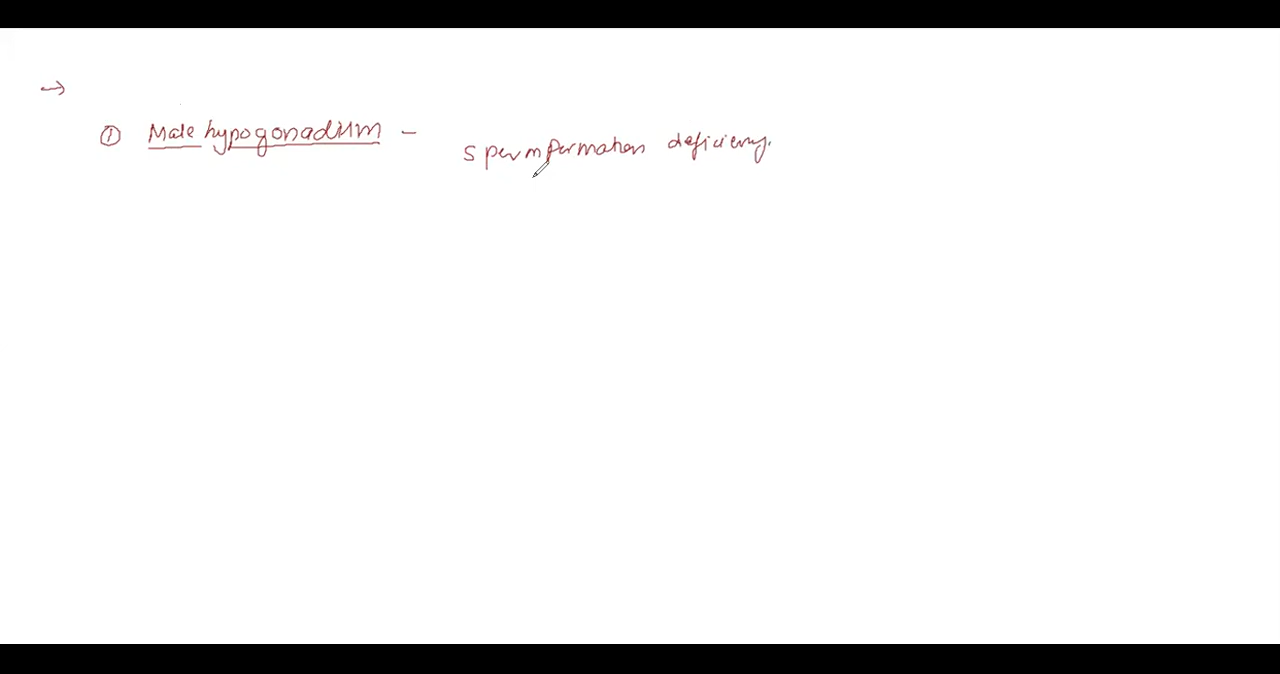 →
① Male hypogonadism – spermformation deficiency.